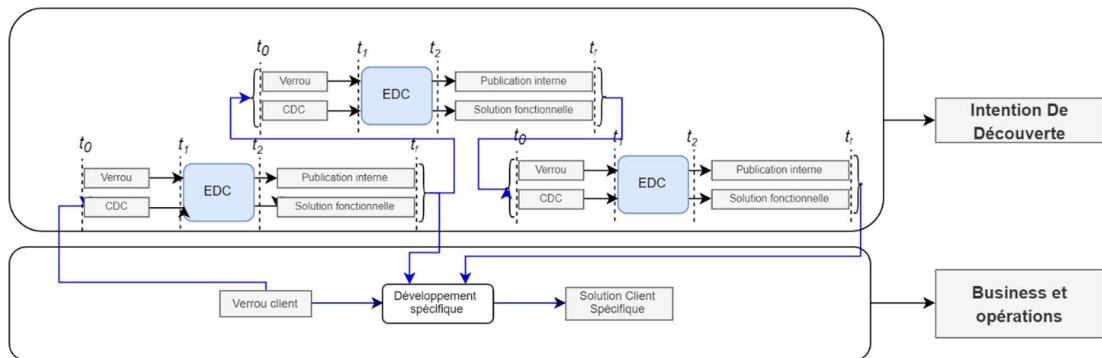 t0 t1 t2 tf
Verrou
Publication interne
EDC
CDC
Solution fonctionnelle
Intention De
Découverte
t0 t1 t2 tf
Verrou
Publication interne
EDC
CDC
Solution fonctionnelle
t0 t1 t2 tf
Verrou
Publication interne
EDC
CDC
Solution fonctionnelle
Verrou client
Développement
spécifique
Solution Client
Spécifique
Business et
opérations